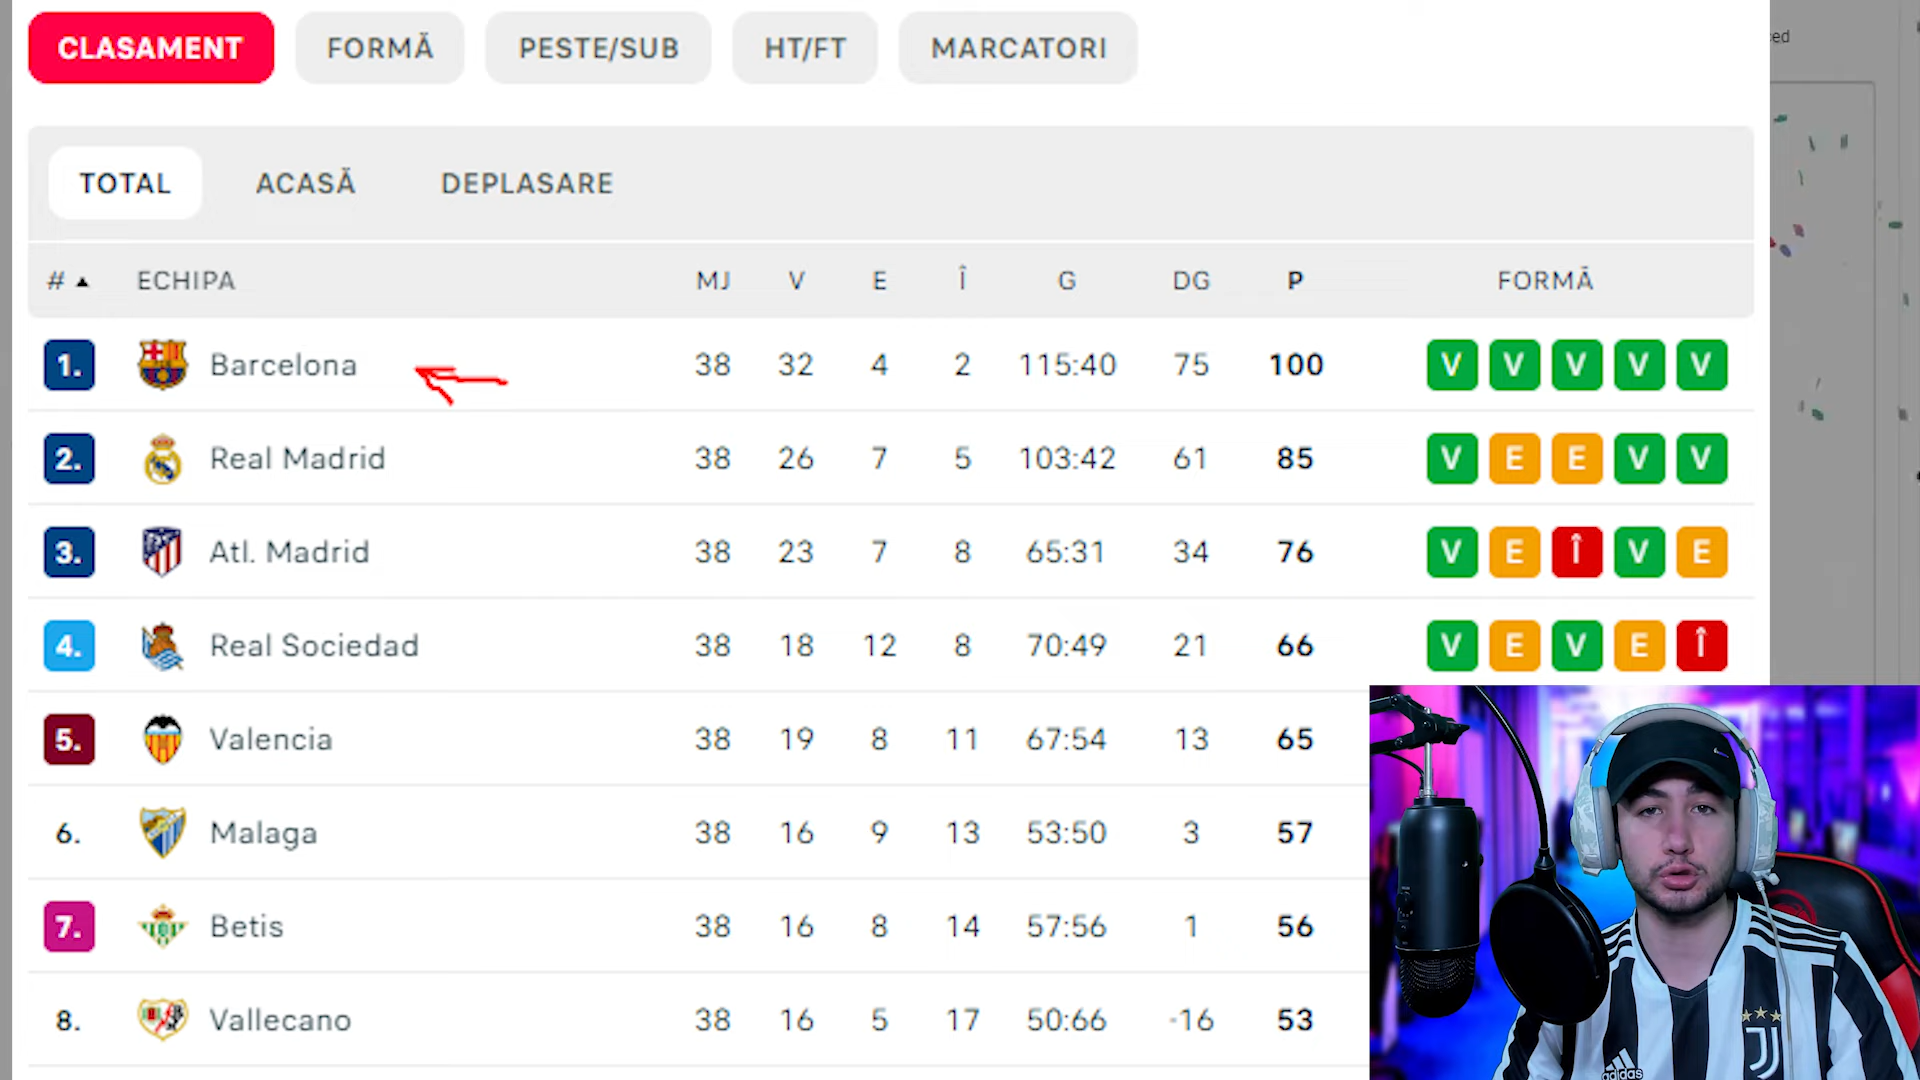 CLASAMENT FORMĂ PESTE/SUB HT/FT MARCATORI
TOTAL ACASĂ DEPLASARE
# ECHIPA MJ V E Î G DG P FORMĂ
1. Barcelona 38 32 4 2 115:40 75 100 V V V V V
2. Real Madrid 38 26 7 5 103:42 61 85 V E E V V
3. Atl. Madrid 38 23 7 8 65:31 34 76 V E Î V E
4. Real Sociedad 38 18 12 8 70:49 21 66 V E V E Î
5. Valencia 38 19 8 11 67:54 13 65
6. Malaga 38 16 9 13 53:50 3 57
7. Betis 38 16 8 14 57:56 1 56
8. Vallecano 38 16 5 17 50:66 -16 53
adidas